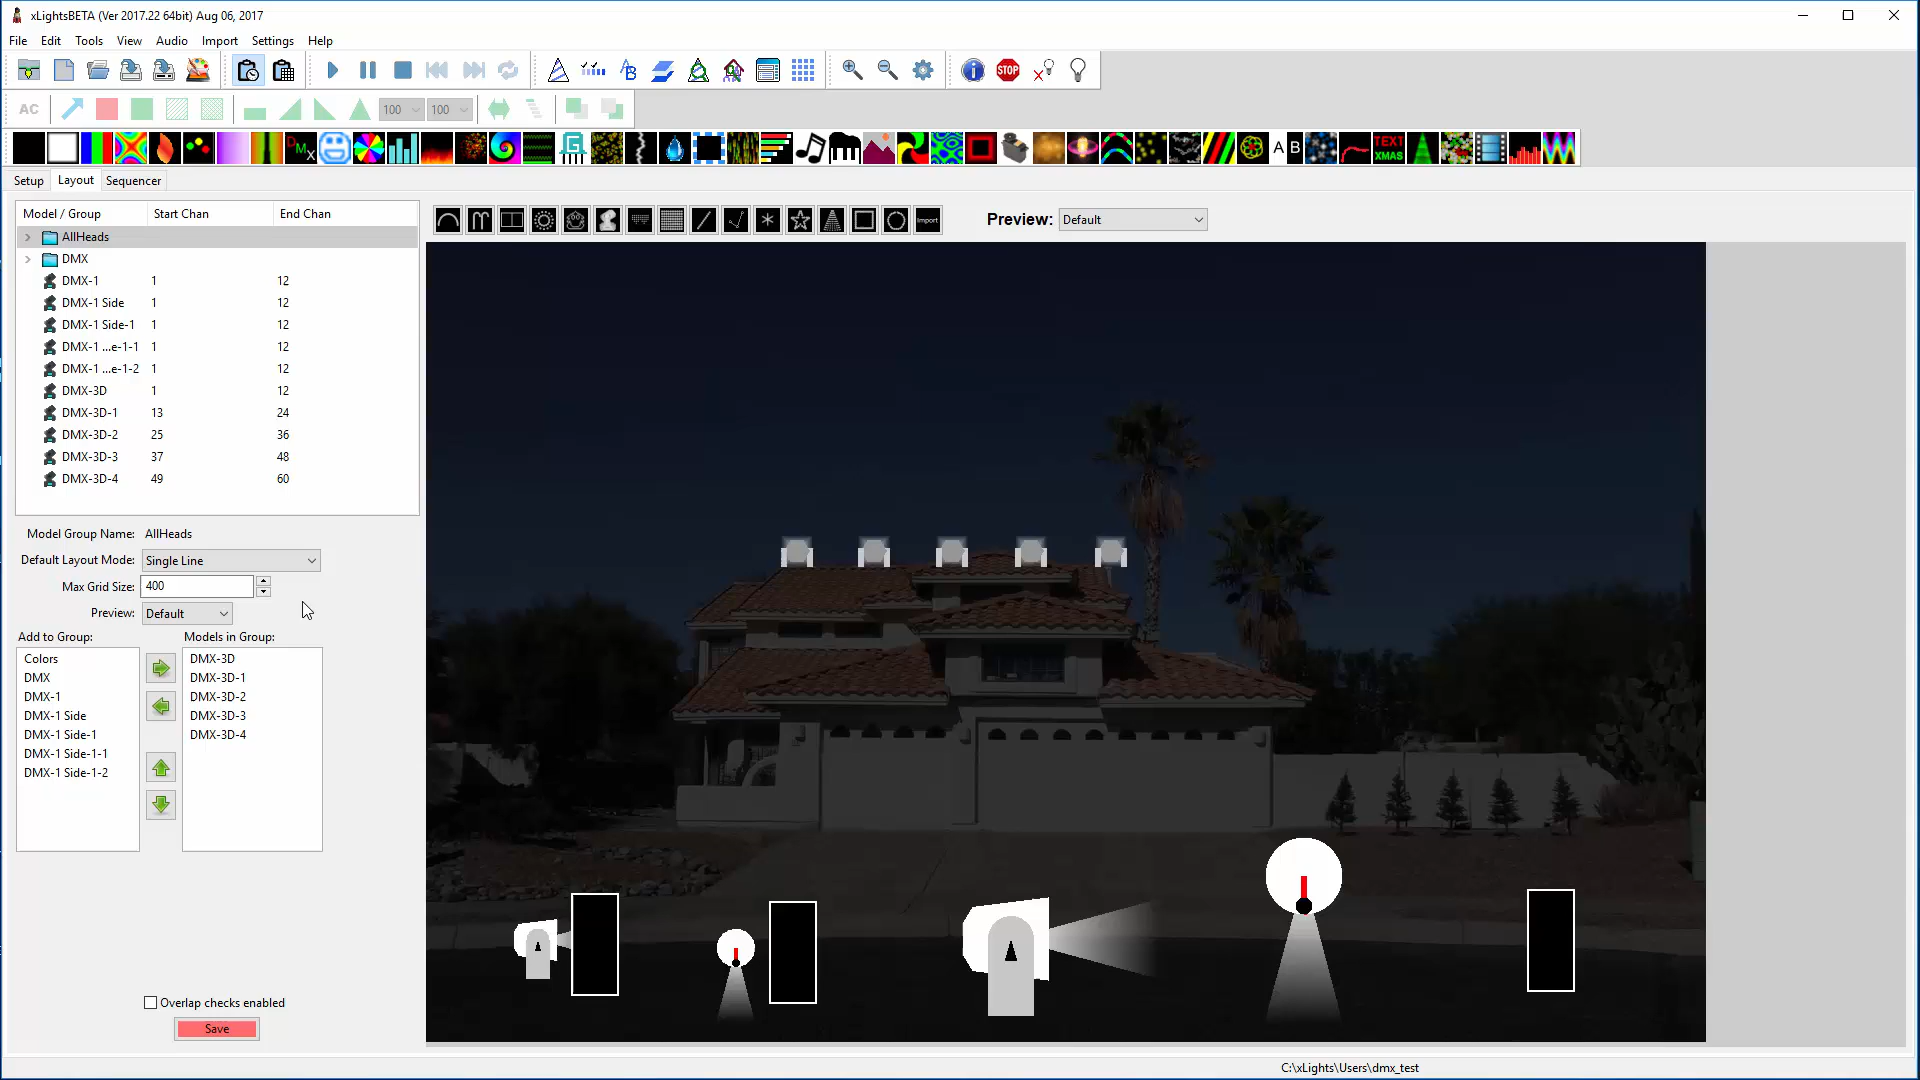 xLightsBETA (Ver 2017.22 64bit) Aug 06, 2017
File Edit Tools View Audio Import Settings Help
AC 100 100
DMX TEXT XMAS A B
Setup Layout Sequencer
Model / Group Start Chan End Chan
Import Preview: Default
AllHeads
DMX
DMX-1 1 12
DMX-1 Side 1 12
DMX-1 Side-1 1 12
DMX-1 ...e-1-1 1 12
DMX-1 ...e-1-2 1 12
DMX-3D 1 12
DMX-3D-1 13 24
DMX-3D-2 25 36
DMX-3D-3 37 48
DMX-3D-4 49 60
Model Group Name: AllHeads
Default Layout Mode: Single Line
Max Grid Size: 400
Preview: Default
Add to Group: Models in Group:
Colors DMX-3D
DMX DMX-3D-1
DMX-1 DMX-3D-2
DMX-1 Side DMX-3D-3
DMX-1 Side-1 DMX-3D-4
DMX-1 Side-1-1
DMX-1 Side-1-2
Overlap checks enabled
Save
C:\xLights\Users\dmx_test